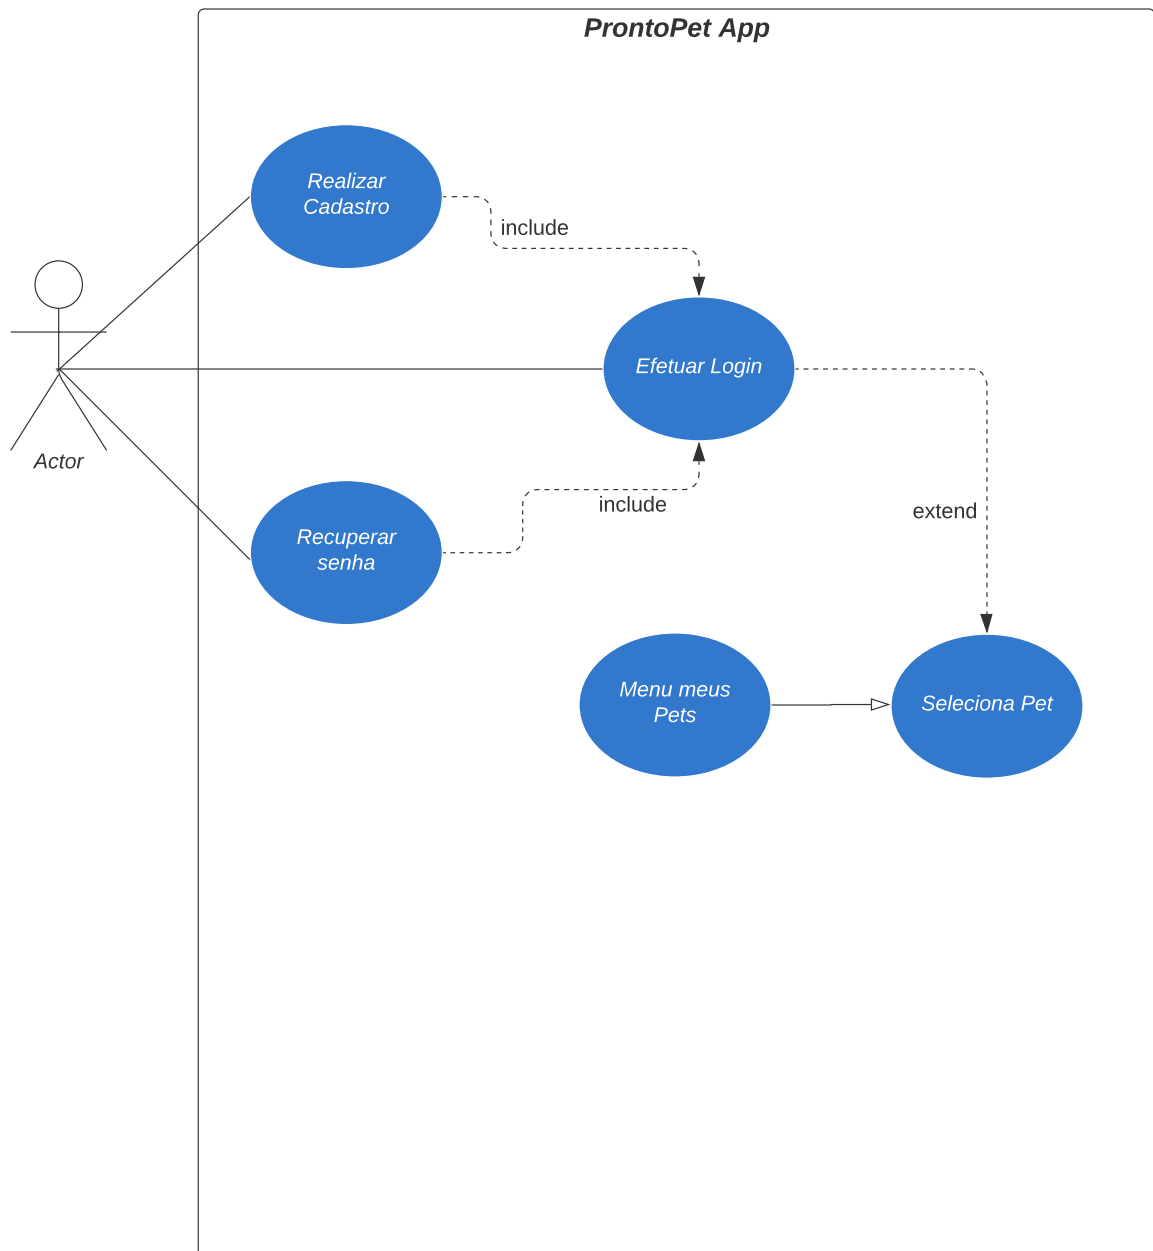 ProntoPet App
Realizar
Cadastro
include
Efetuar Login
Actor
include
extend
Recuperar
senha
Menu meus
Pets
Seleciona Pet